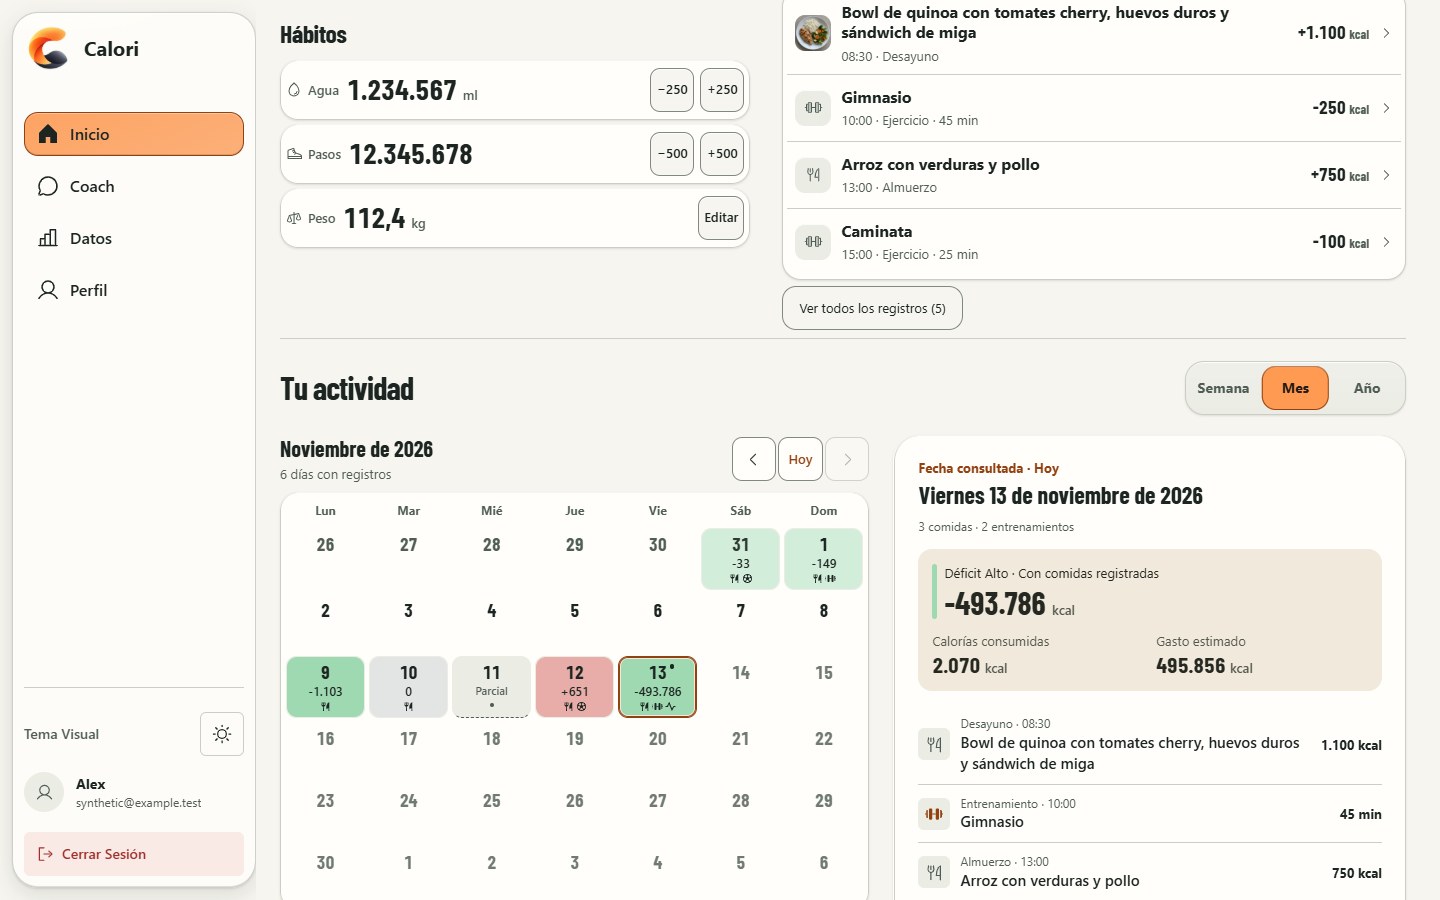 Calori
Inicio
Coach
Datos
Perfil
Tema Visual
Alex
synthetic@example.test
Cerrar Sesión
Hábitos
Agua 1.234.567 ml
−250
+250
Pasos 12.345.678
−500
+500
Peso 112,4 kg
Editar
Bowl de quinoa con tomates cherry, huevos duros y
sándwich de miga
08:30 · Desayuno
+1.100 kcal
Gimnasio
10:00 · Ejercicio · 45 min
-250 kcal
Arroz con verduras y pollo
13:00 · Almuerzo
+750 kcal
Caminata
15:00 · Ejercicio · 25 min
-100 kcal
Ver todos los registros (5)
Tu actividad
Semana
Mes
Año
Noviembre de 2026
6 días con registros
Hoy
Lun Mar Mié Jue Vie Sáb Dom
26 27 28 29 30 31 1
-33 -149
2 3 4 5 6 7 8
9 10 11 12 13 14 15
-1.103 0 Parcial +651 -493.786
16 17 18 19 20 21 22
23 24 25 26 27 28 29
30 1 2 3 4 5 6
Fecha consultada · Hoy
Viernes 13 de noviembre de 2026
3 comidas · 2 entrenamientos
Déficit Alto · Con comidas registradas
-493.786 kcal
Calorías consumidas
2.070 kcal
Gasto estimado
495.856 kcal
Desayuno · 08:30
Bowl de quinoa con tomates cherry, huevos duros
y sándwich de miga
1.100 kcal
Entrenamiento · 10:00
Gimnasio
45 min
Almuerzo · 13:00
Arroz con verduras y pollo
750 kcal